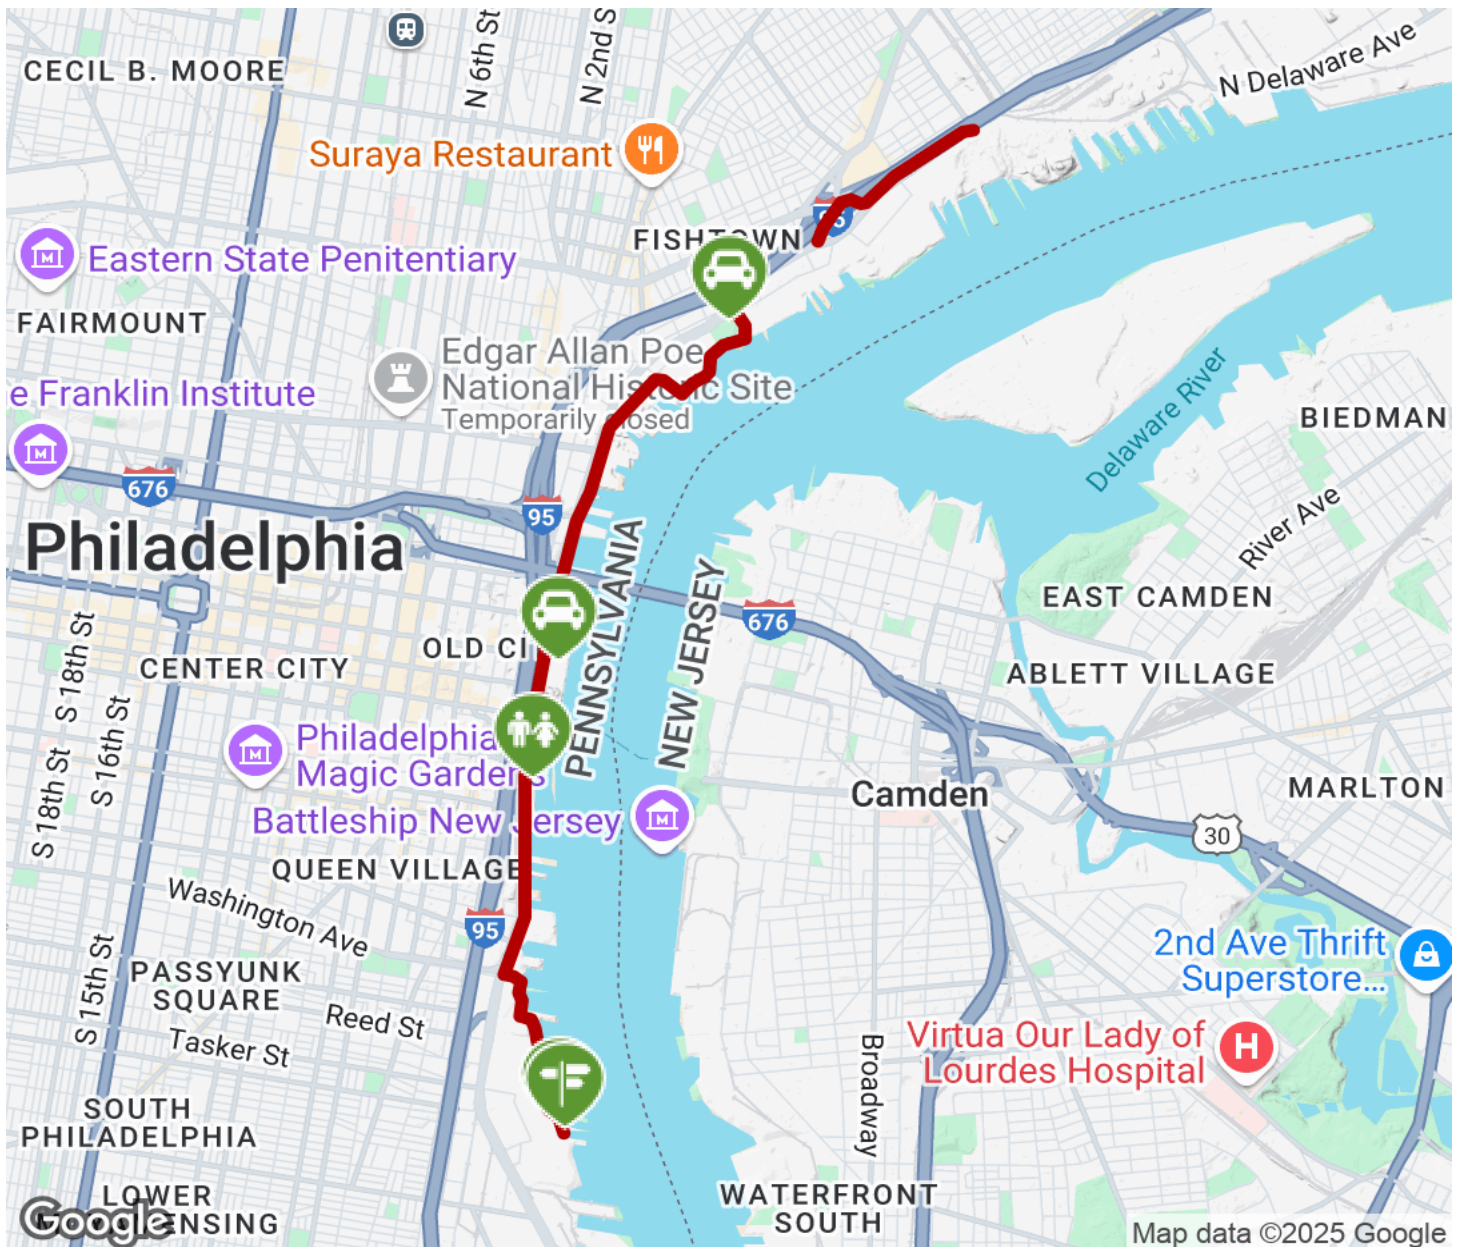 N 6th St
N 2nd S
N Delaware Ave
CECIL B. MOORE
Suraya Restaurant
95
FISHTOWN
Eastern State Penitentiary
FAIRMOUNT
Edgar Allan Poe
National Historic Site
Temporarily closed
e Franklin Institute
Delaware River
BIEDMAN
676
95
River Ave
Philadelphia
PENNSYLVANIA
NEW JERSEY
EAST CAMDEN
676
OLD CI
S 18th St
CENTER CITY
ABLETT VILLAGE
S 16th St
Philadelphia
Magic Gardens
S 18th St
Camden
MARLTON
Battleship New Jersey
30
QUEEN VILLAGE
Washington Ave
95
2nd Ave Thrift
Superstore...
PASSYUNK
SQUARE
S 15th St
Reed St
Tasker St
Virtua Our Lady of
Lourdes Hospital
H
Broadway
SOUTH
PHILADELPHIA
LOWER
ENSING
WATERFRONT
SOUTH
Google
Map data ©2025 Google